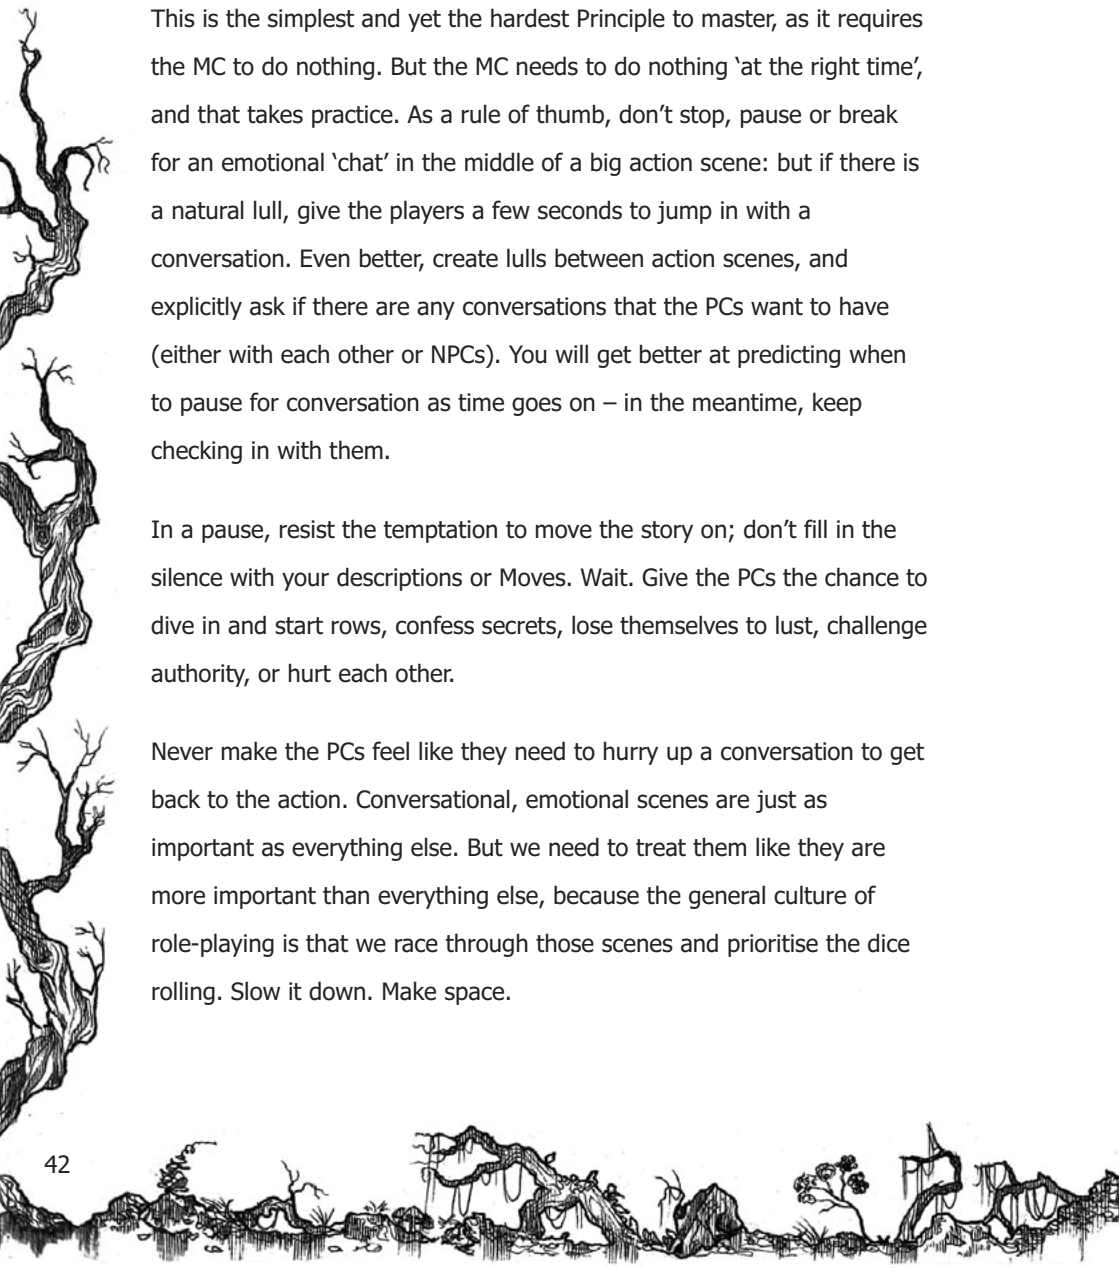 This is the simplest and yet the hardest Principle to master, as it requires
the MC to do nothing. But the MC needs to do nothing ‘at the right time’,
and that takes practice. As a rule of thumb, don’t stop, pause or break
for an emotional ‘chat’ in the middle of a big action scene: but if there is
a natural lull, give the players a few seconds to jump in with a
conversation. Even better, create lulls between action scenes, and
explicitly ask if there are any conversations that the PCs want to have
(either with each other or NPCs). You will get better at predicting when
to pause for conversation as time goes on – in the meantime, keep
checking in with them.
In a pause, resist the temptation to move the story on; don’t fill in the
silence with your descriptions or Moves. Wait. Give the PCs the chance to
dive in and start rows, confess secrets, lose themselves to lust, challenge
authority, or hurt each other.
Never make the PCs feel like they need to hurry up a conversation to get
back to the action. Conversational, emotional scenes are just as
important as everything else. But we need to treat them like they are
more important than everything else, because the general culture of
role-playing is that we race through those scenes and prioritise the dice
rolling. Slow it down. Make space.
42